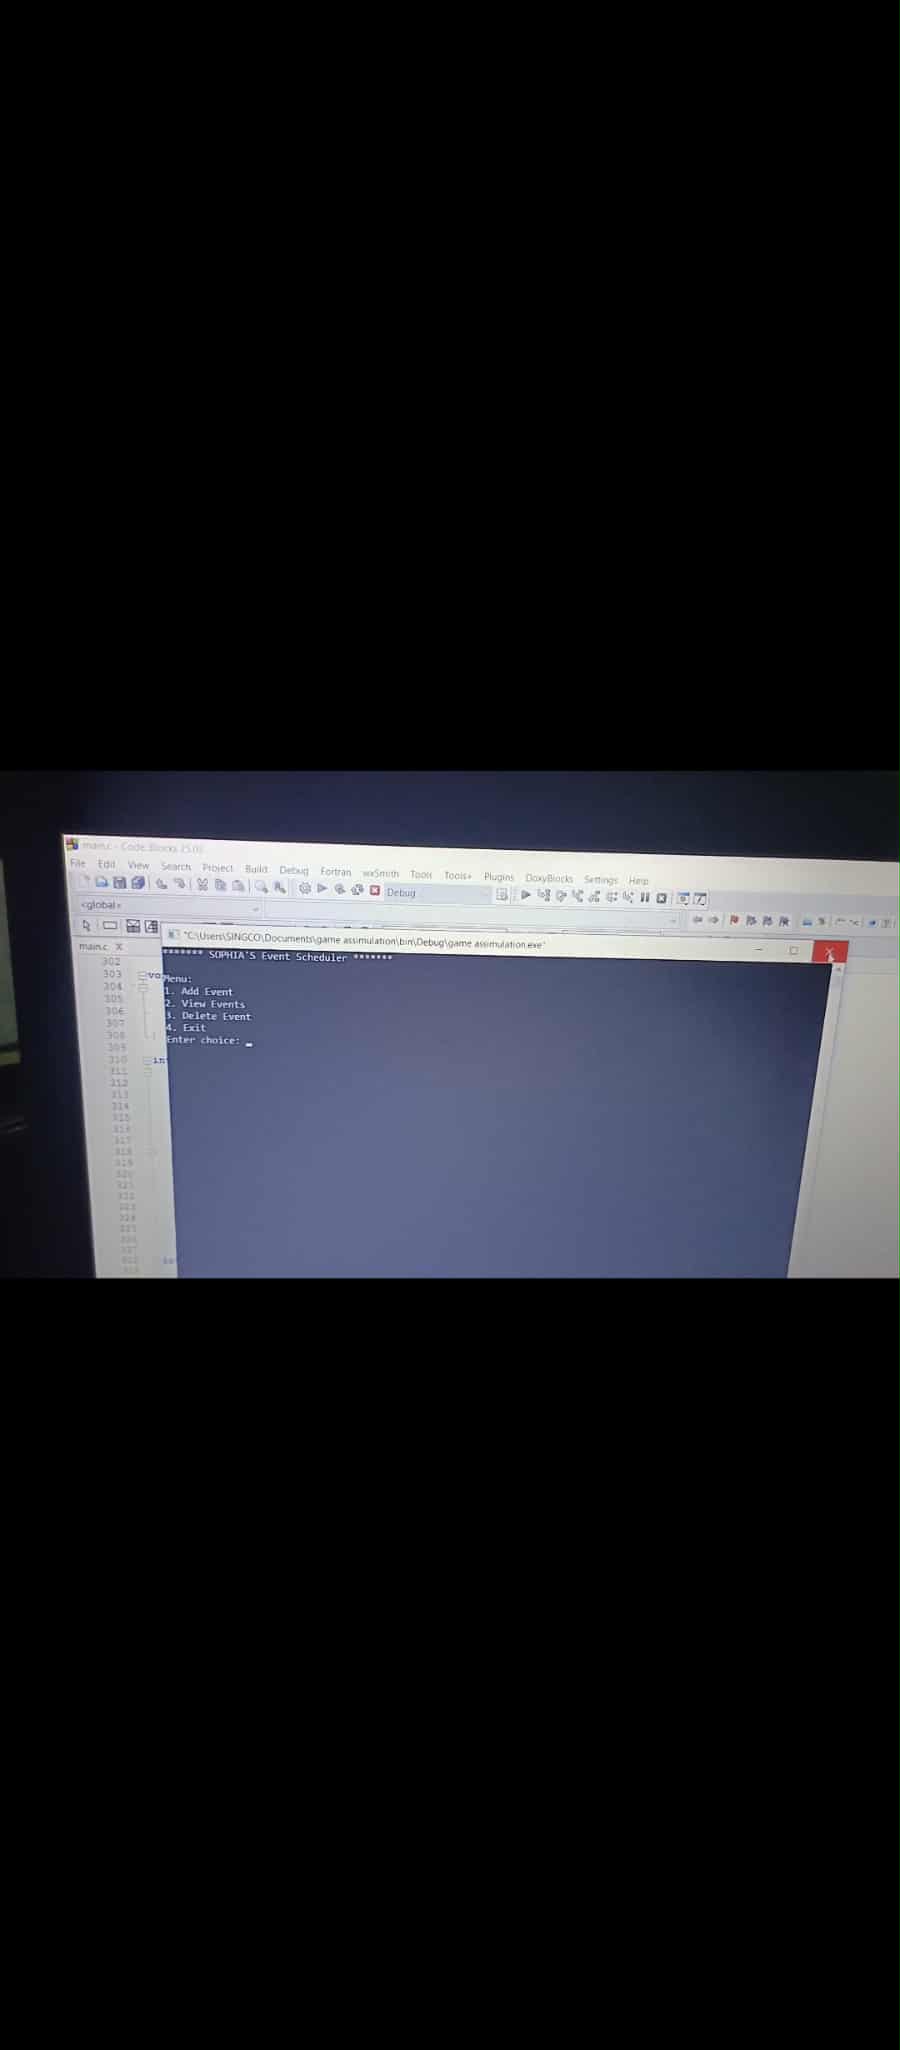 main.c - Code::Blocks 25.03
File Edit View Search Project Build Debug Fortran wxSmith Tools Tools+ Plugins DoxyBlocks Settings Help
Debug
<global>
"C:\Users\SINGCO\Documents\game assimulation\bin\Debug\game assimulation.exe"
main.c X
******* SOPHIA'S Event Scheduler *******
302
303 vo
Menu:
304
1. Add Event
305
2. View Events
306
3. Delete Event
307
4. Exit
308
Enter choice: _
309
310 in
311
312
313
314
315
316
317
318
319
320
321
322
323
324
325
326
327